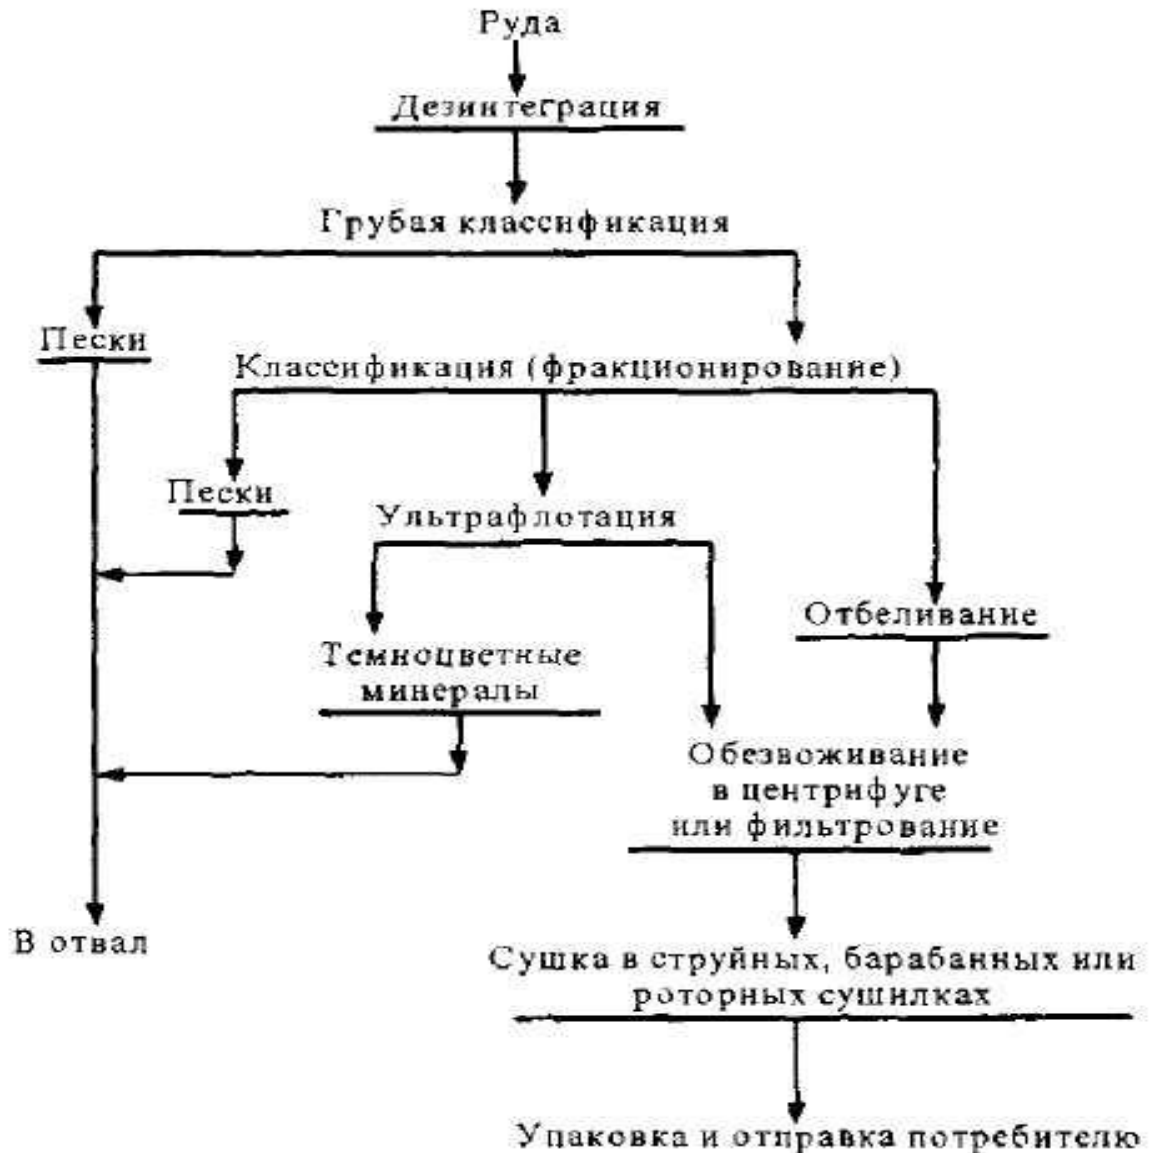 Руда
Дезинтеграция
Грубая классификация
Пески
Классификация (фракционирование)
Пески
Ультрафлотация
Отбеливание
Темноцветные
минералы
Обезвоживание
в центрифуге
или фильтрование
В отвал
Сушка в струйных, барабанных или
роторных сушилках
Упаковка и отправка потребителю